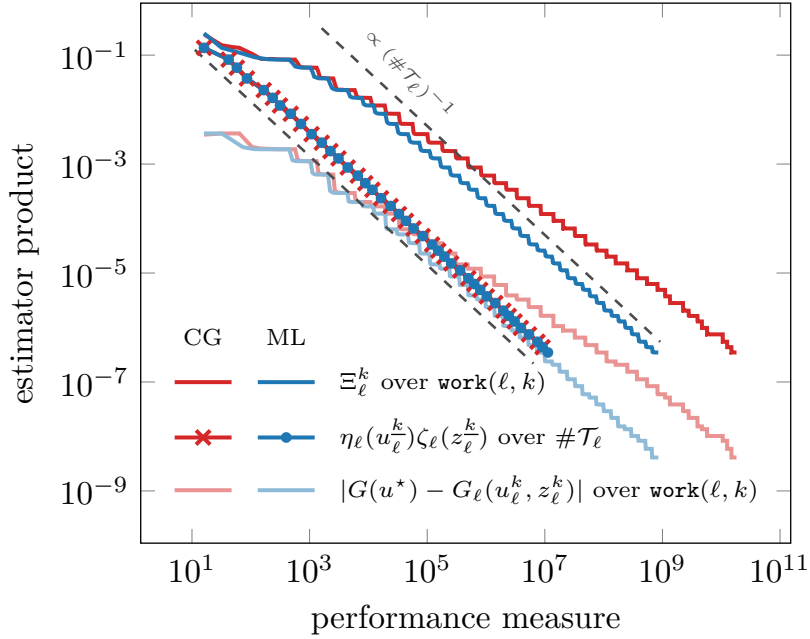 estimator product
10^{-1}
10^{-3}
10^{-5}
10^{-7}
10^{-9}
∝ (#𝒯_ℓ)^{-1}
CG ML
Ξ_ℓ^k over work(ℓ, k)
η_ℓ(u_ℓ^{\underline{k}})ζ_ℓ(z_ℓ^{\underline{k}}) over #𝒯_ℓ
|G(u^⋆) − G_ℓ(u_ℓ^k, z_ℓ^k)| over work(ℓ, k)
10^1 10^3 10^5 10^7 10^9 10^{11}
performance measure